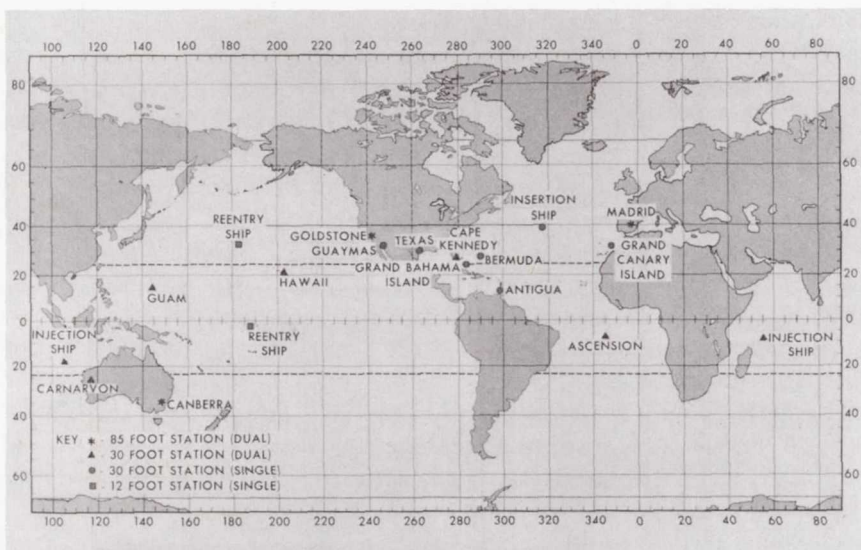 100 120 140 160 180 200 220 240 260 280 300 320 340 0 20 40 60 80
80 80
60 60
40 40
20 20
0 0
20 20
40 40
60 60
REENTRY
SHIP
GOLDSTONE
GUAYMAS
TEXAS
CAPE
KENNEDY
INSERTION
SHIP
MADRID
BERMUDA
GRAND
CANARY
ISLAND
GRAND BAHAMA
ISLAND
GUAM
HAWAII
ANTIGUA
INJECTION
SHIP
REENTRY
SHIP
ASCENSION
INJECTION
SHIP
CARNARVON
CANBERRA
KEY
- 85 FOOT STATION (DUAL)
- 30 FOOT STATION (DUAL)
- 30 FOOT STATION (SINGLE)
- 12 FOOT STATION (SINGLE)
100 120 140 160 180 200 220 240 260 280 300 320 340 0 20 40 60 80